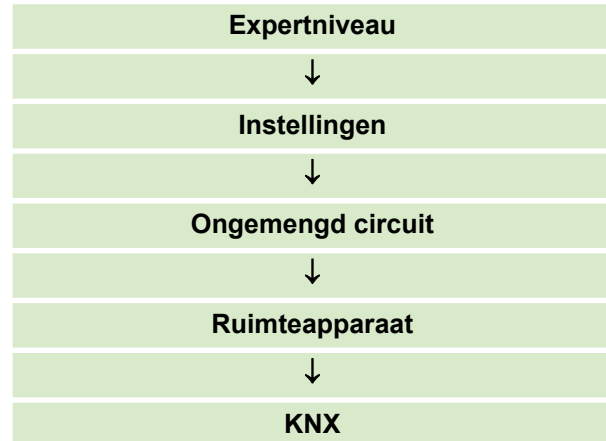 Expertniveau
↓
Instellingen
↓
Ongemengd circuit
↓
Ruimteapparaat
↓
KNX